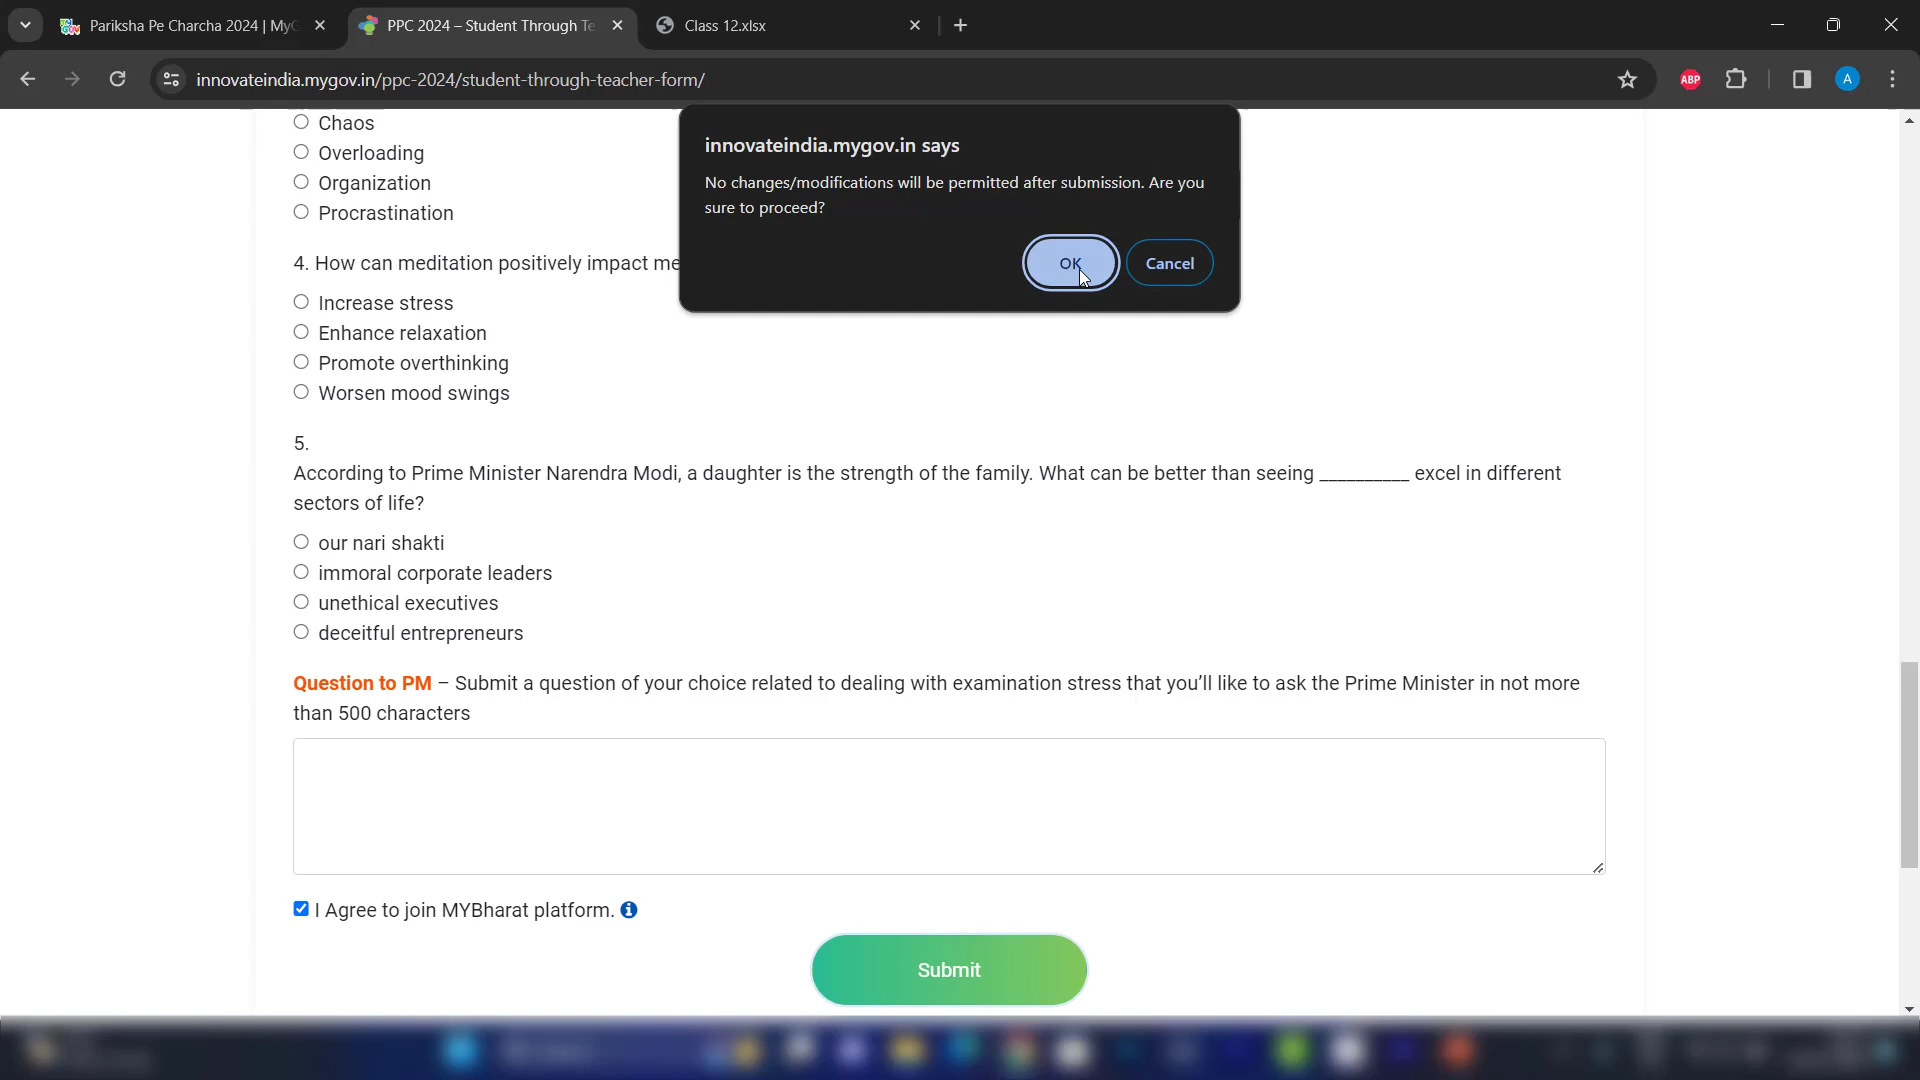 Pariksha Pe Charcha 2024 | MyG
PPC 2024 – Student Through Te
Class 12.xlsx
innovateindia.mygov.in/ppc-2024/student-through-teacher-form/
ABP
A
innovateindia.mygov.in says
No changes/modifications will be permitted after submission. Are you
sure to proceed?
OK
Cancel
Chaos
Overloading
Organization
Procrastination
4. How can meditation positively impact me
Increase stress
Enhance relaxation
Promote overthinking
Worsen mood swings
5.
According to Prime Minister Narendra Modi, a daughter is the strength of the family. What can be better than seeing __________ excel in different
sectors of life?
our nari shakti
immoral corporate leaders
unethical executives
deceitful entrepreneurs
Question to PM – Submit a question of your choice related to dealing with examination stress that you’ll like to ask the Prime Minister in not more
than 500 characters
I Agree to join MYBharat platform.
Submit